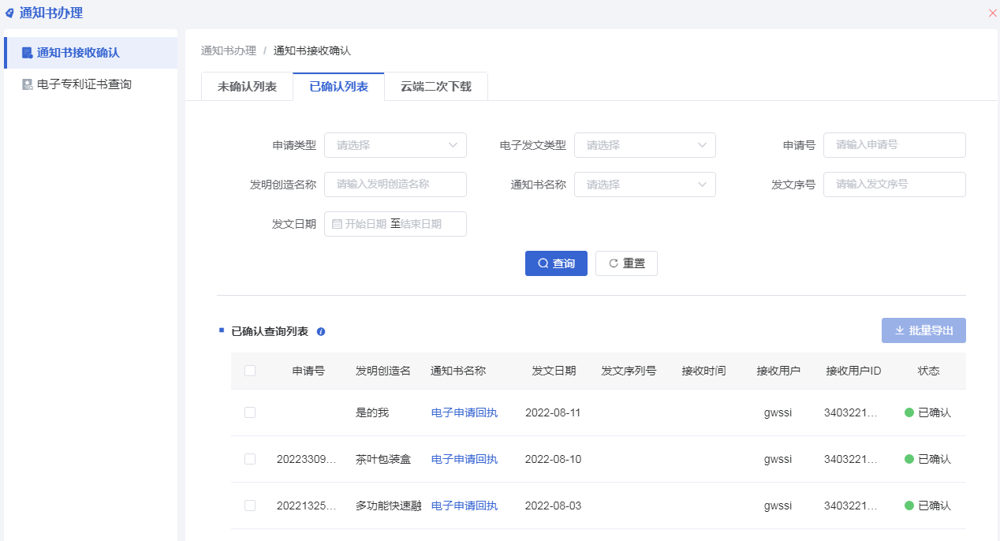 通知书办理
通知书接收确认
电子专利证书查询
通知书办理 / 通知书接收确认
未确认列表 已确认列表 云端二次下载
申请类型 请选择 电子发文类型 请选择 申请号 请输入申请号
发明创造名称 请输入发明创造名称 通知书名称 请选择 发文序号 请输入发文序号
发文日期 开始日期 至结束日期
查询 重置
已确认查询列表 批量导出
申请号 发明创造名 通知书名称 发文日期 发文序列号 接收时间 接收用户 接收用户ID 状态
是的我 电子申请回执 2022-08-11 gwssi 3403221... 已确认
20223309... 茶叶包装盒 电子申请回执 2022-08-10 gwssi 3403221... 已确认
20221325... 多功能快速融 电子申请回执 2022-08-03 gwssi 3403221... 已确认